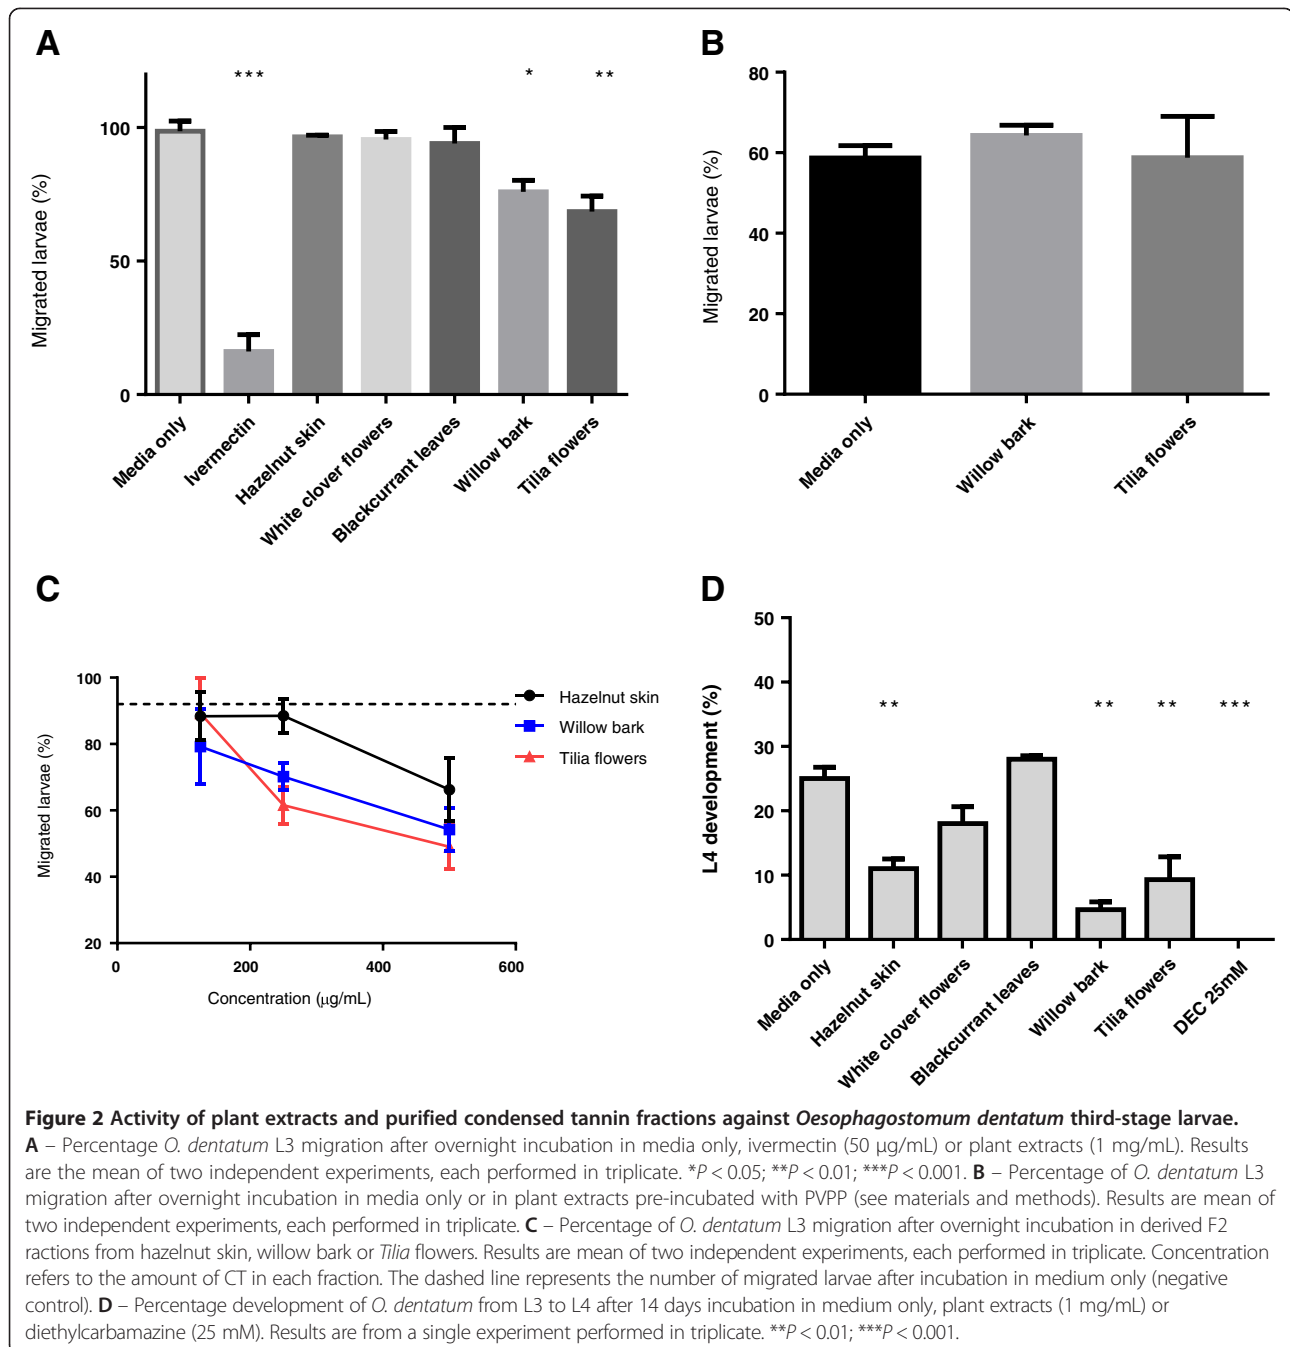 A
Migrated larvae (%)
100
50
0
***
*
**
Media only
Ivermectin
Hazelnut skin
White clover flowers
Blackcurrant leaves
Willow bark
Tilia flowers
B
Migrated larvae (%)
80
60
40
20
0
Media only
Willow bark
Tilia flowers
C
Migrated larvae (%)
100
80
60
40
20
0
200
400
600
Concentration (µg/mL)
Hazelnut skin
Willow bark
Tilia flowers
D
L4 development (%)
50
40
30
20
10
0
**
**
**
***
Media only
Hazelnut skin
White clover flowers
Blackcurrant leaves
Willow bark
Tilia flowers
DEC 25mM
Figure 2 Activity of plant extracts and purified condensed tannin fractions against Oesophagostomum dentatum third-stage larvae.
A – Percentage O. dentatum L3 migration after overnight incubation in media only, ivermectin (50 µg/mL) or plant extracts (1 mg/mL). Results
are the mean of two independent experiments, each performed in triplicate. *P < 0.05; **P < 0.01; ***P < 0.001. B – Percentage of O. dentatum L3
migration after overnight incubation in media only or in plant extracts pre-incubated with PVPP (see materials and methods). Results are mean of
two independent experiments, each performed in triplicate. C – Percentage of O. dentatum L3 migration after overnight incubation in derived F2
ractions from hazelnut skin, willow bark or Tilia flowers. Results are mean of two independent experiments, each performed in triplicate. Concentration
refers to the amount of CT in each fraction. The dashed line represents the number of migrated larvae after incubation in medium only (negative
control). D – Percentage development of O. dentatum from L3 to L4 after 14 days incubation in medium only, plant extracts (1 mg/mL) or
diethylcarbamazine (25 mM). Results are from a single experiment performed in triplicate. **P < 0.01; ***P < 0.001.